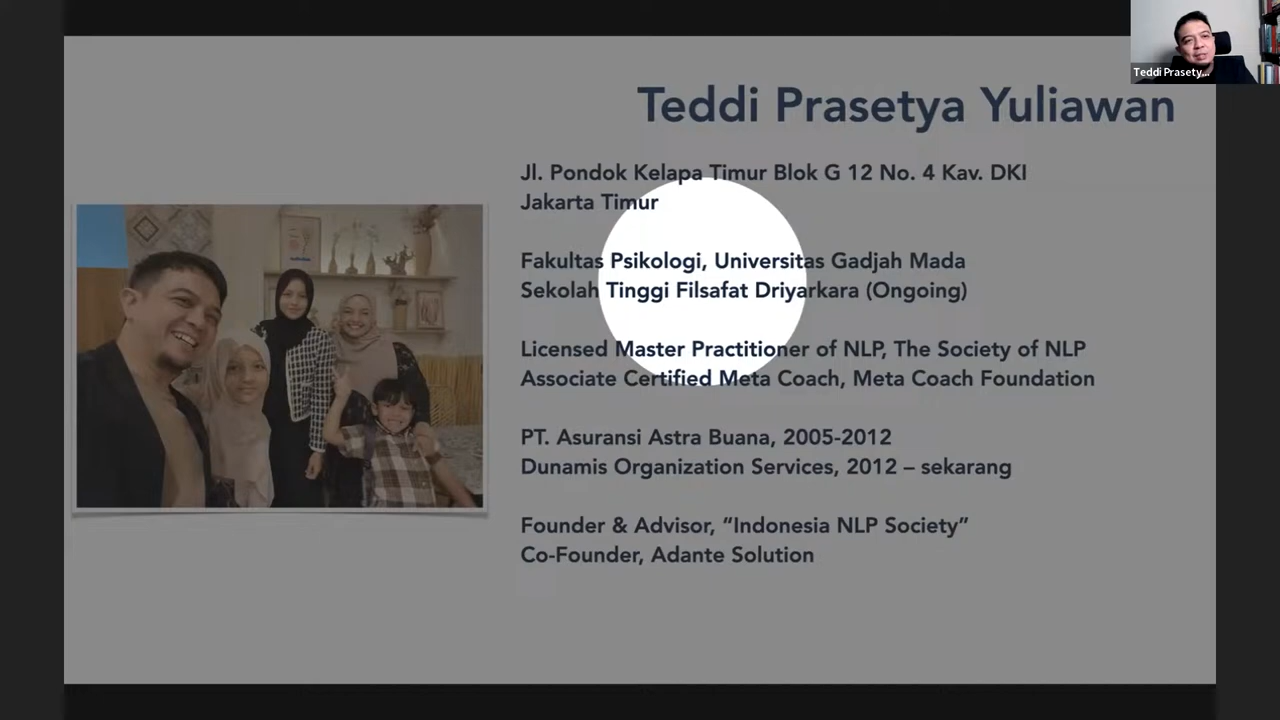 Teddi Prasety...
Teddi Prasetya Yuliawan
Jl. Pondok Kelapa Timur Blok G 12 No. 4 Kav. DKI
Jakarta Timur
Fakultas Psikologi, Universitas Gadjah Mada
Sekolah Tinggi Filsafat Driyarkara (Ongoing)
Licensed Master Practitioner of NLP, The Society of NLP
Associate Certified Meta Coach, Meta Coach Foundation
PT. Asuransi Astra Buana, 2005-2012
Dunamis Organization Services, 2012 – sekarang
Founder & Advisor, “Indonesia NLP Society”
Co-Founder, Adante Solution